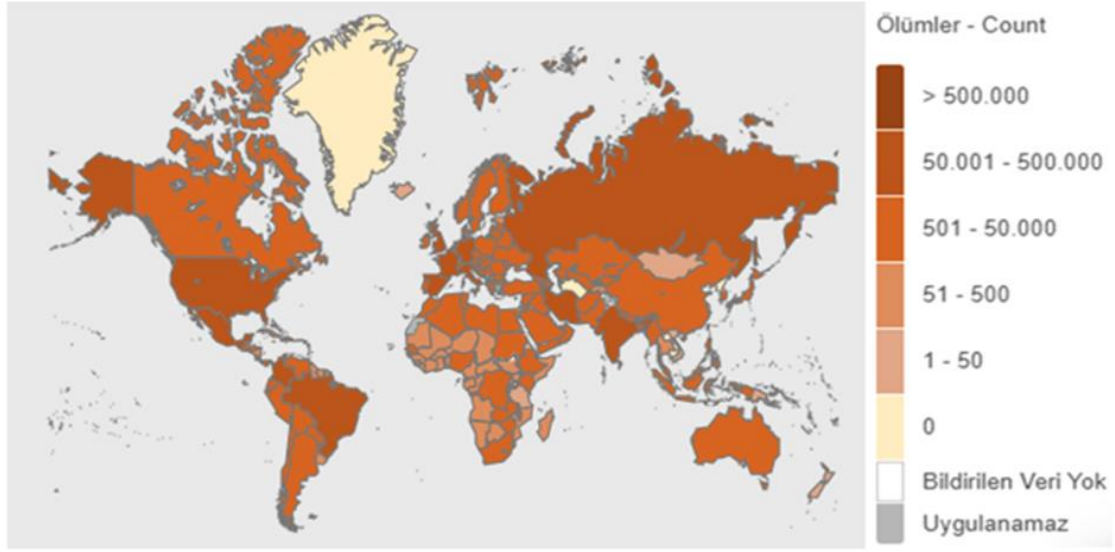 Ölümler - Count
> 500.000
50.001 - 500.000
501 - 50.000
51 - 500
1 - 50
0
Bildirilen Veri Yok
Uygulanamaz